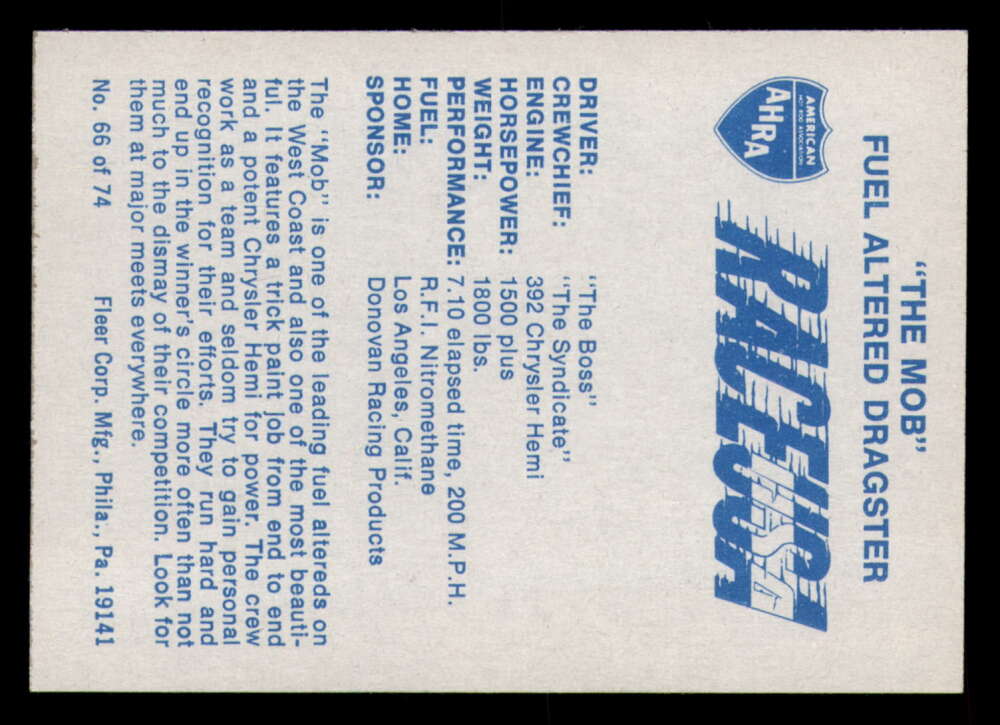 "THE MOB"
FUEL ALTERED DRAGSTER
AMERICAN
HOT ROD ASSOCIATION
AHRA
RACE USA
DRIVER: "The Boss"
CREWCHIEF: "The Syndicate"
ENGINE: 392 Chrysler Hemi
HORSEPOWER: 1500 plus
WEIGHT: 1800 lbs.
PERFORMANCE: 7.10 elapsed time, 200 M.P.H.
FUEL: R.F.I. Nitromethane
HOME: Los Angeles, Calif.
SPONSOR: Donovan Racing Products
The "Mob" is one of the leading fuel altereds on
the West Coast and also one of the most beauti-
ful. It features a trick paint job from end to end
and a potent Chrysler Hemi for power. The crew
work as a team and seldom try to gain personal
recognition for their efforts. They run hard and
end up in the winner's circle more often than not
much to the dismay of their competition. Look for
them at major meets everywhere.
No. 66 of 74 Fleer Corp. Mfg., Phila., Pa. 19141